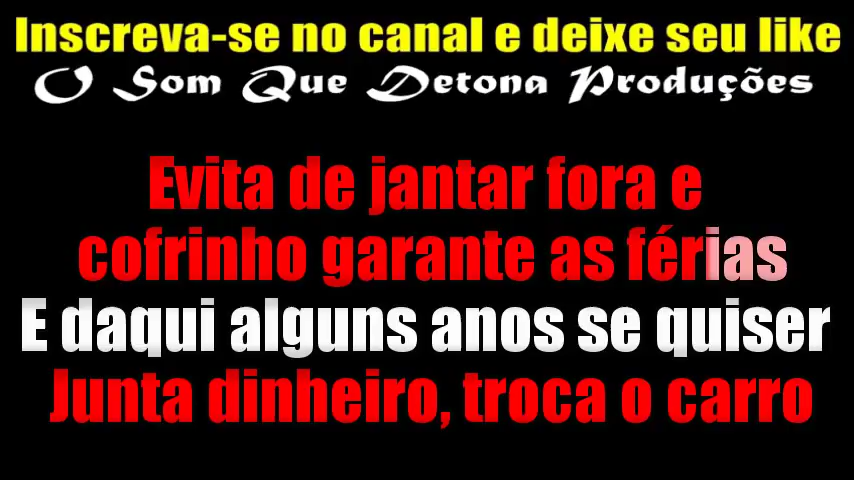 Inscreva-se no canal e deixe seu like
O Som Que Detona Produções
Evita de jantar fora e
cofrinho garante as férias
E daqui alguns anos se quiser
Junta dinheiro, troca o carro